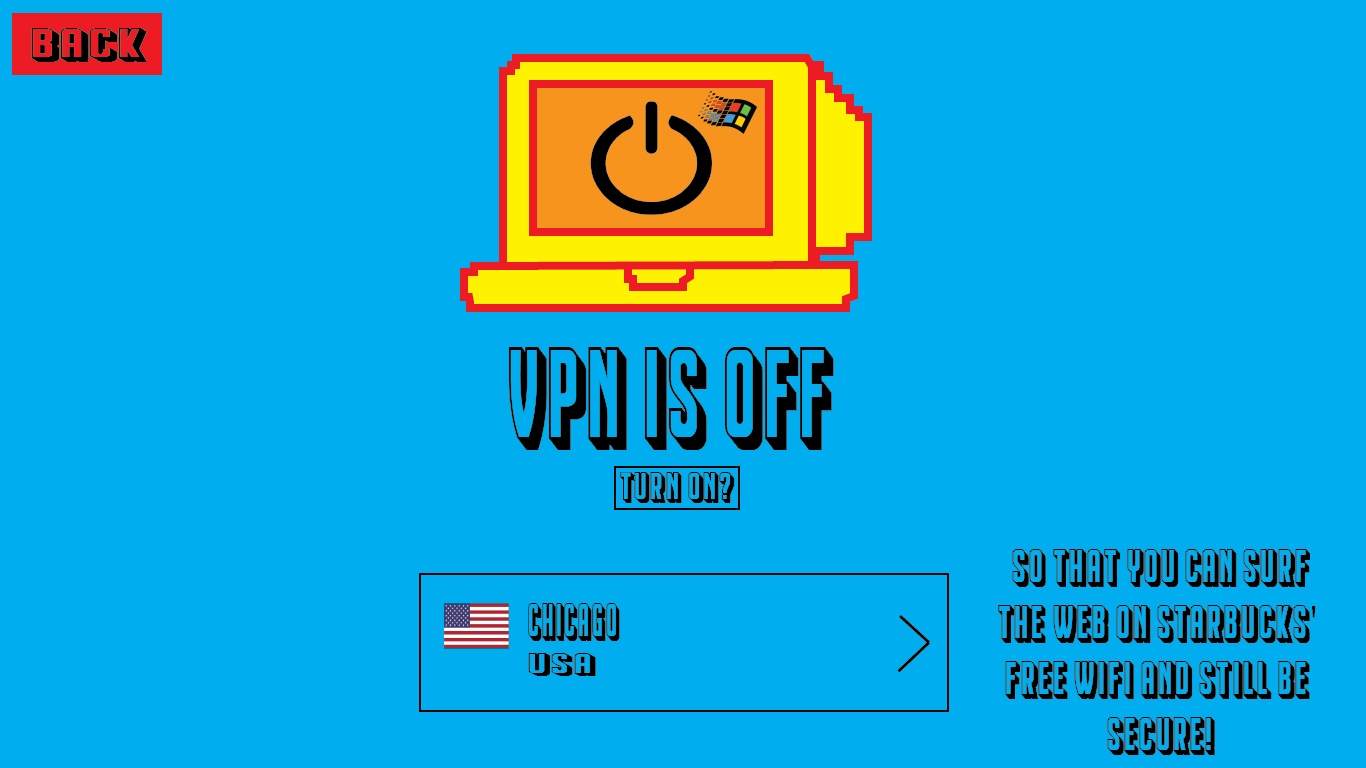 BACK
VPN IS OFF
TURN ON?
CHICAGO
USA
SO THAT YOU CAN SURF
THE WEB ON STARBUCKS'
FREE WIFI AND STILL BE
SECURE!